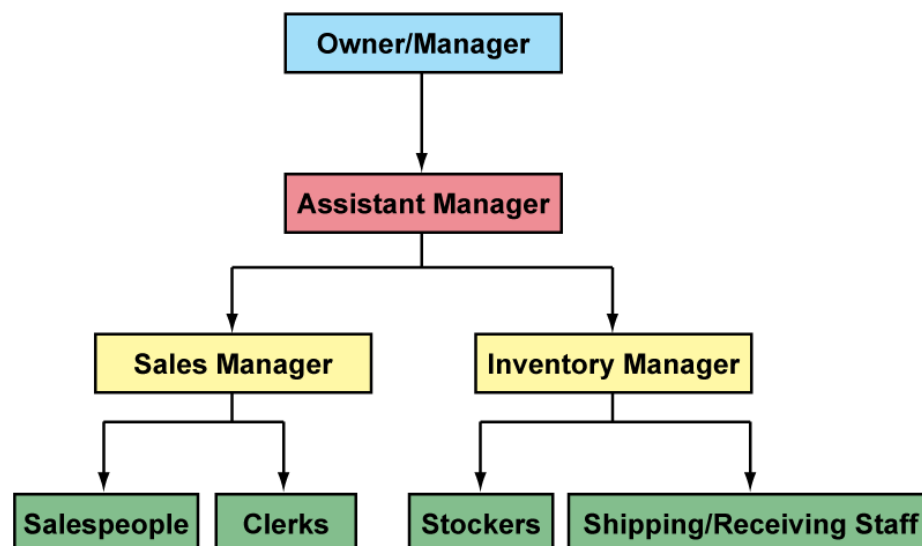 Owner/Manager
Assistant Manager
Sales Manager
Inventory Manager
Salespeople
Clerks
Stockers
Shipping/Receiving Staff